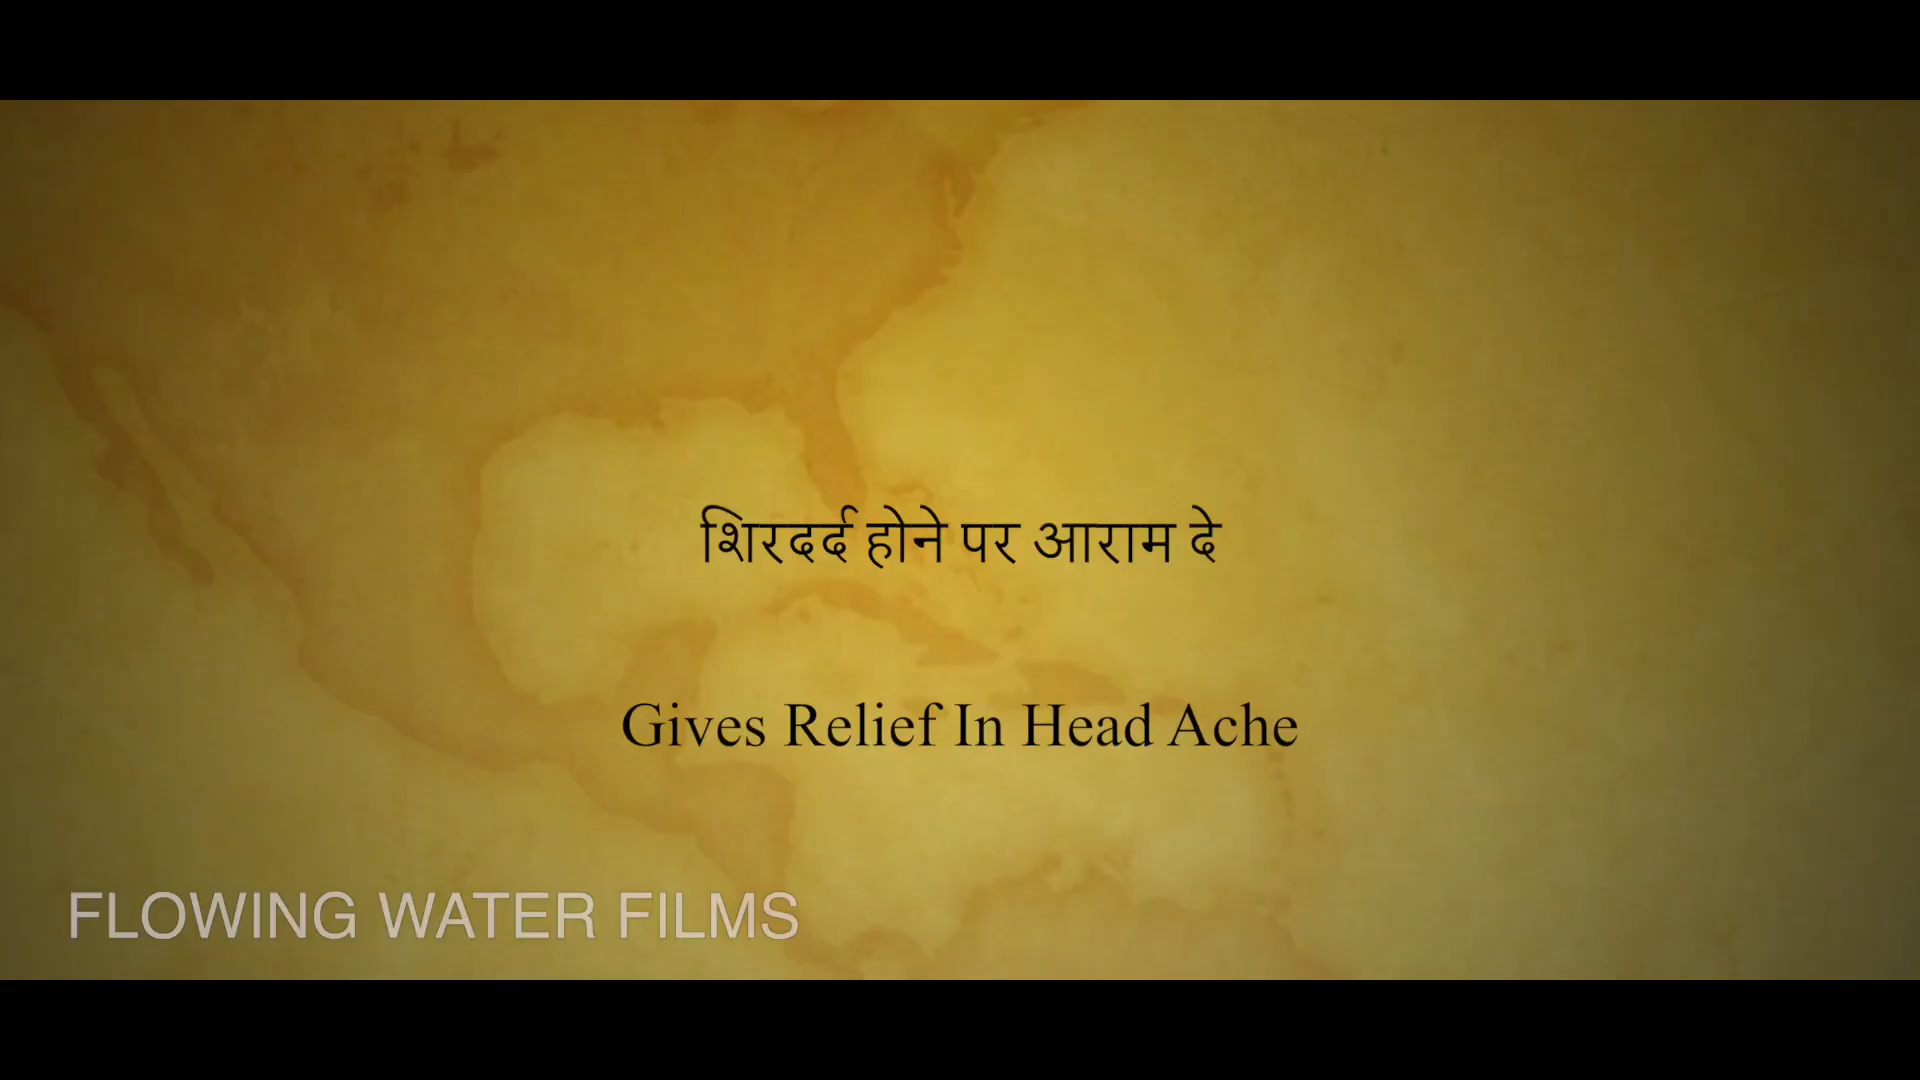 शिरदर्द होने पर आराम दे
Gives Relief In Head Ache
FLOWING WATER FILMS